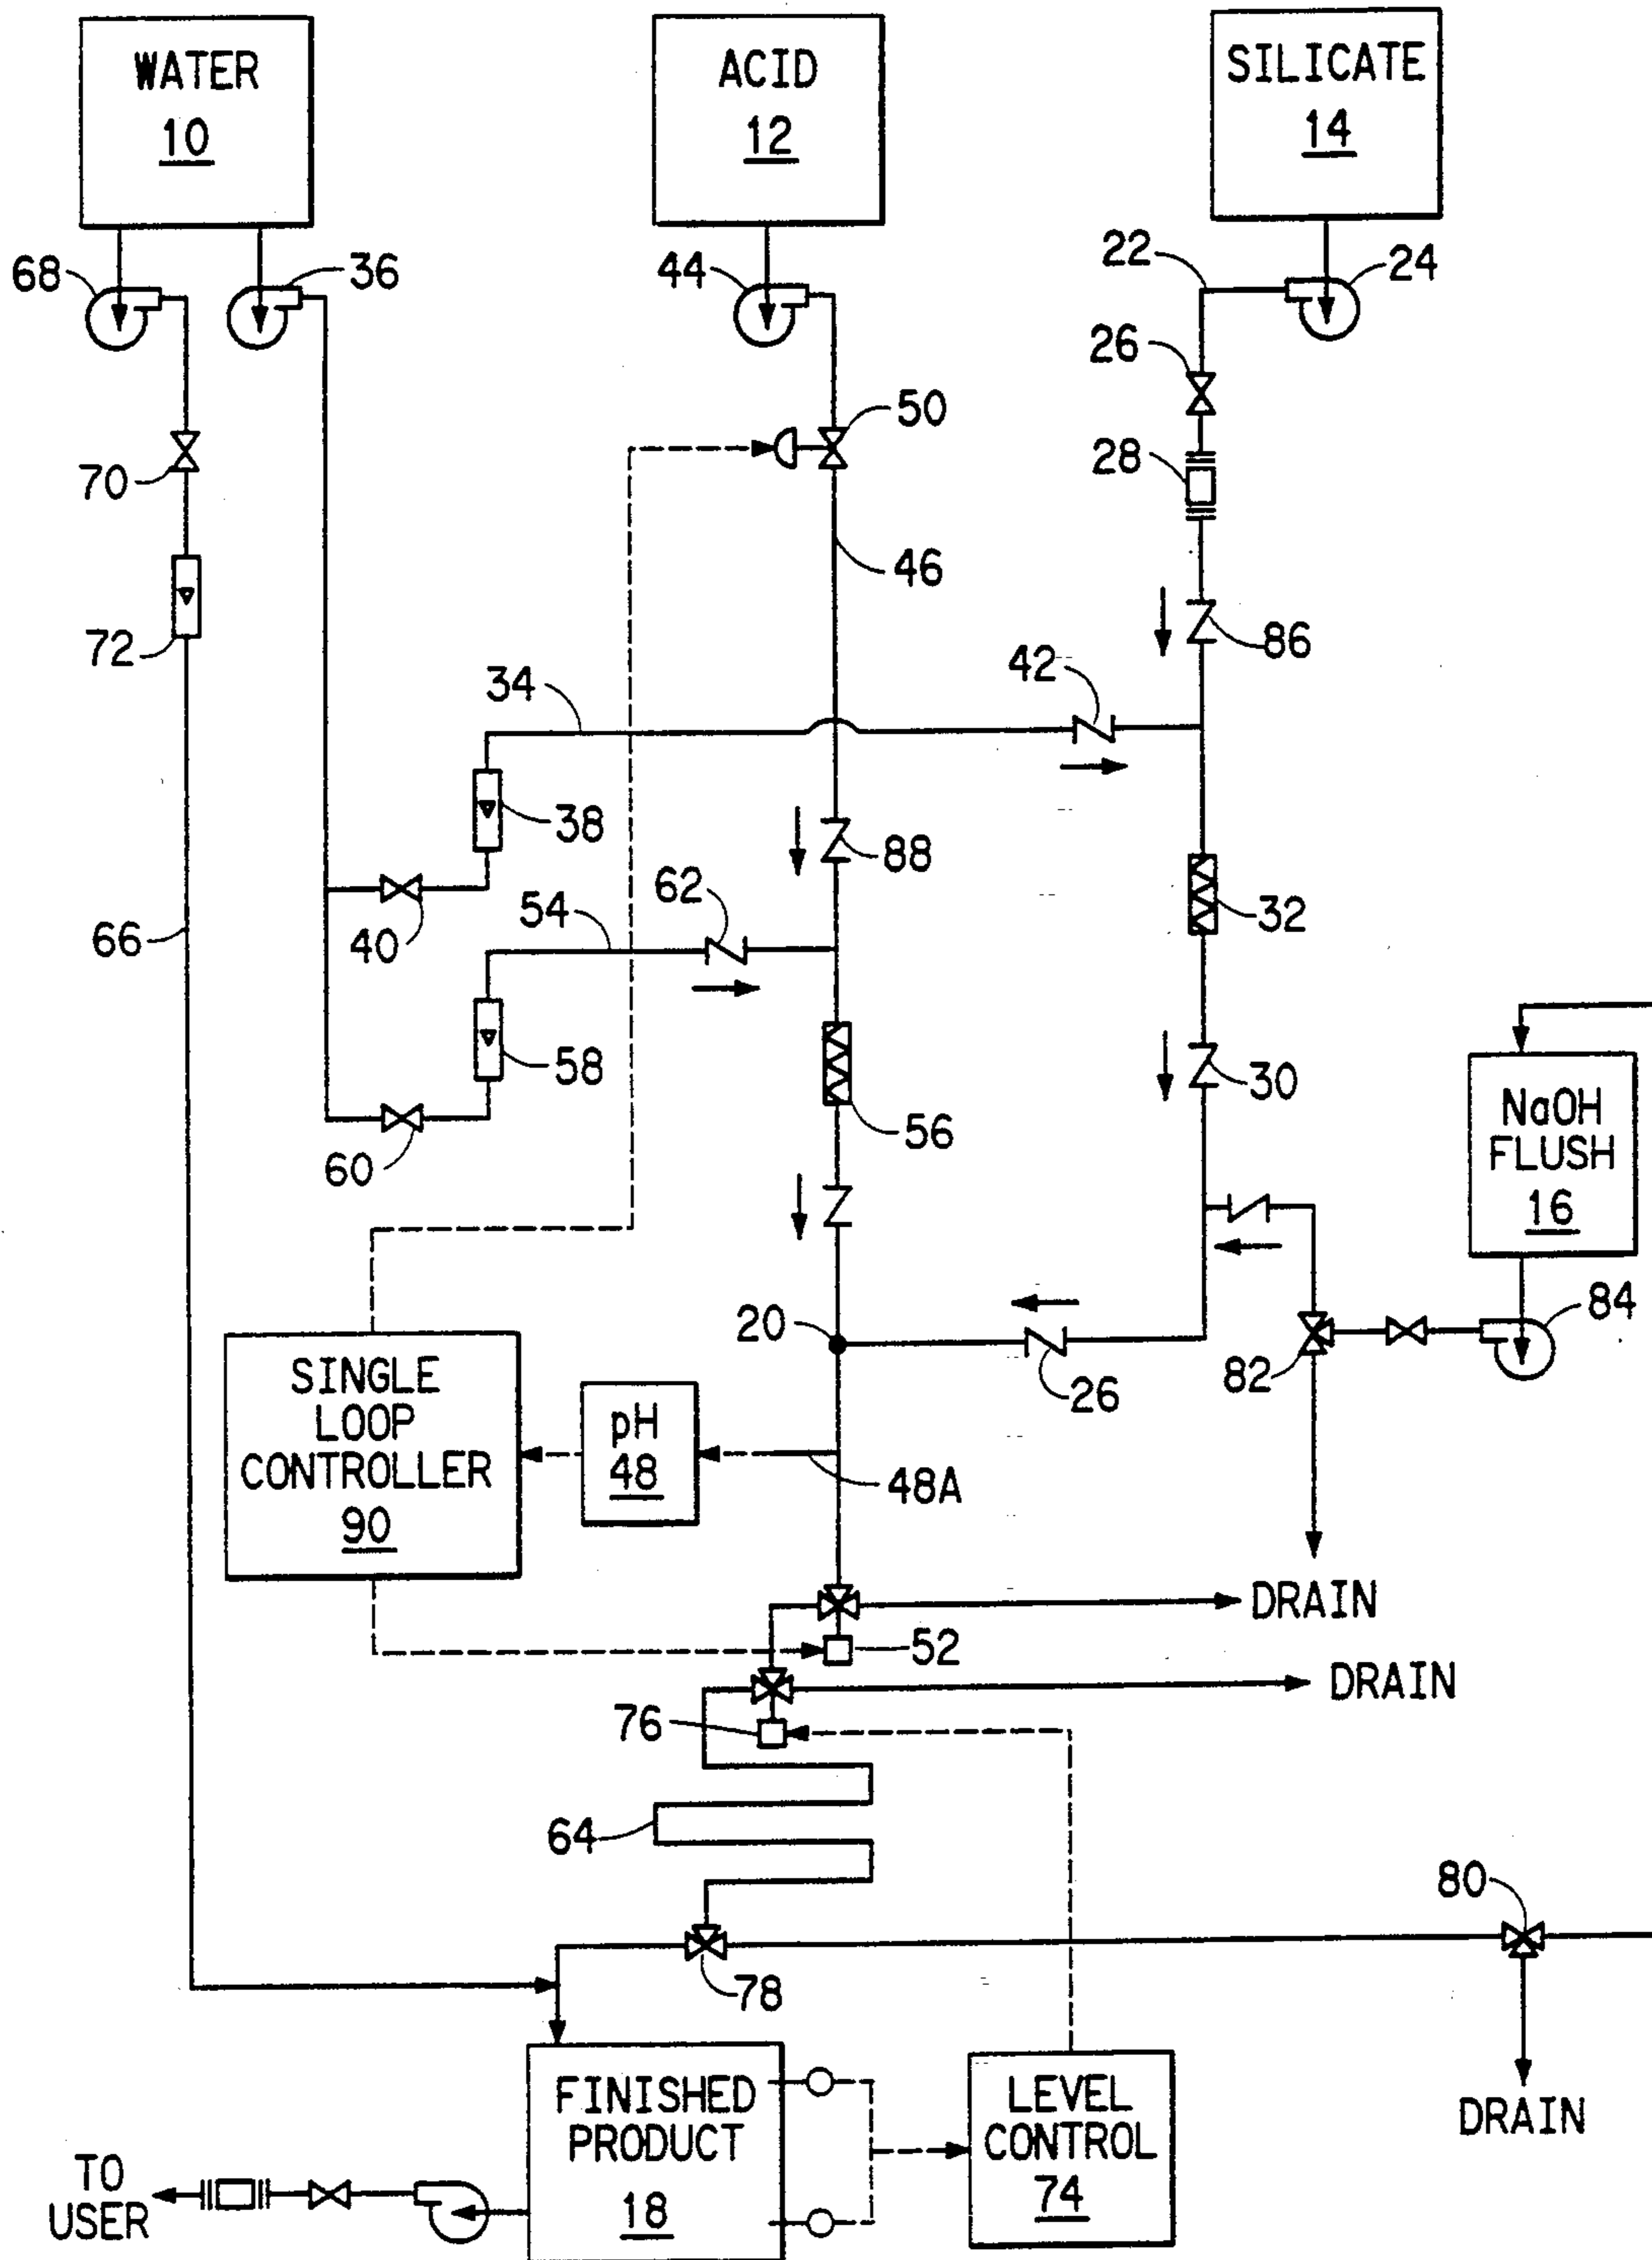 WATER
10
ACID
12
SILICATE
14
68
36
44
22
24
26
50
28
70
46
72
86
34
42
38
88
62
40
54
32
66
58
30
56
60
NaOH
FLUSH
16
20
84
82
26
SINGLE
LOOP
CONTROLLER
90
pH
48
48A
DRAIN
52
DRAIN
76
64
80
78
FINISHED
PRODUCT
18
LEVEL
CONTROL
74
DRAIN
TO
USER